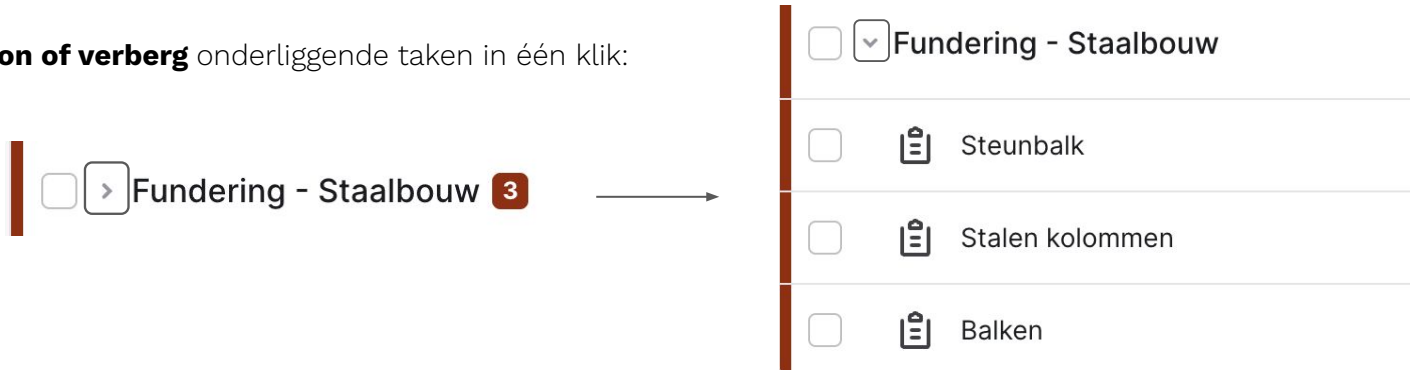 on of verberg onderliggende taken in één klik:
Fundering - Staalbouw 3
Fundering - Staalbouw
Steunbalk
Stalen kolommen
Balken